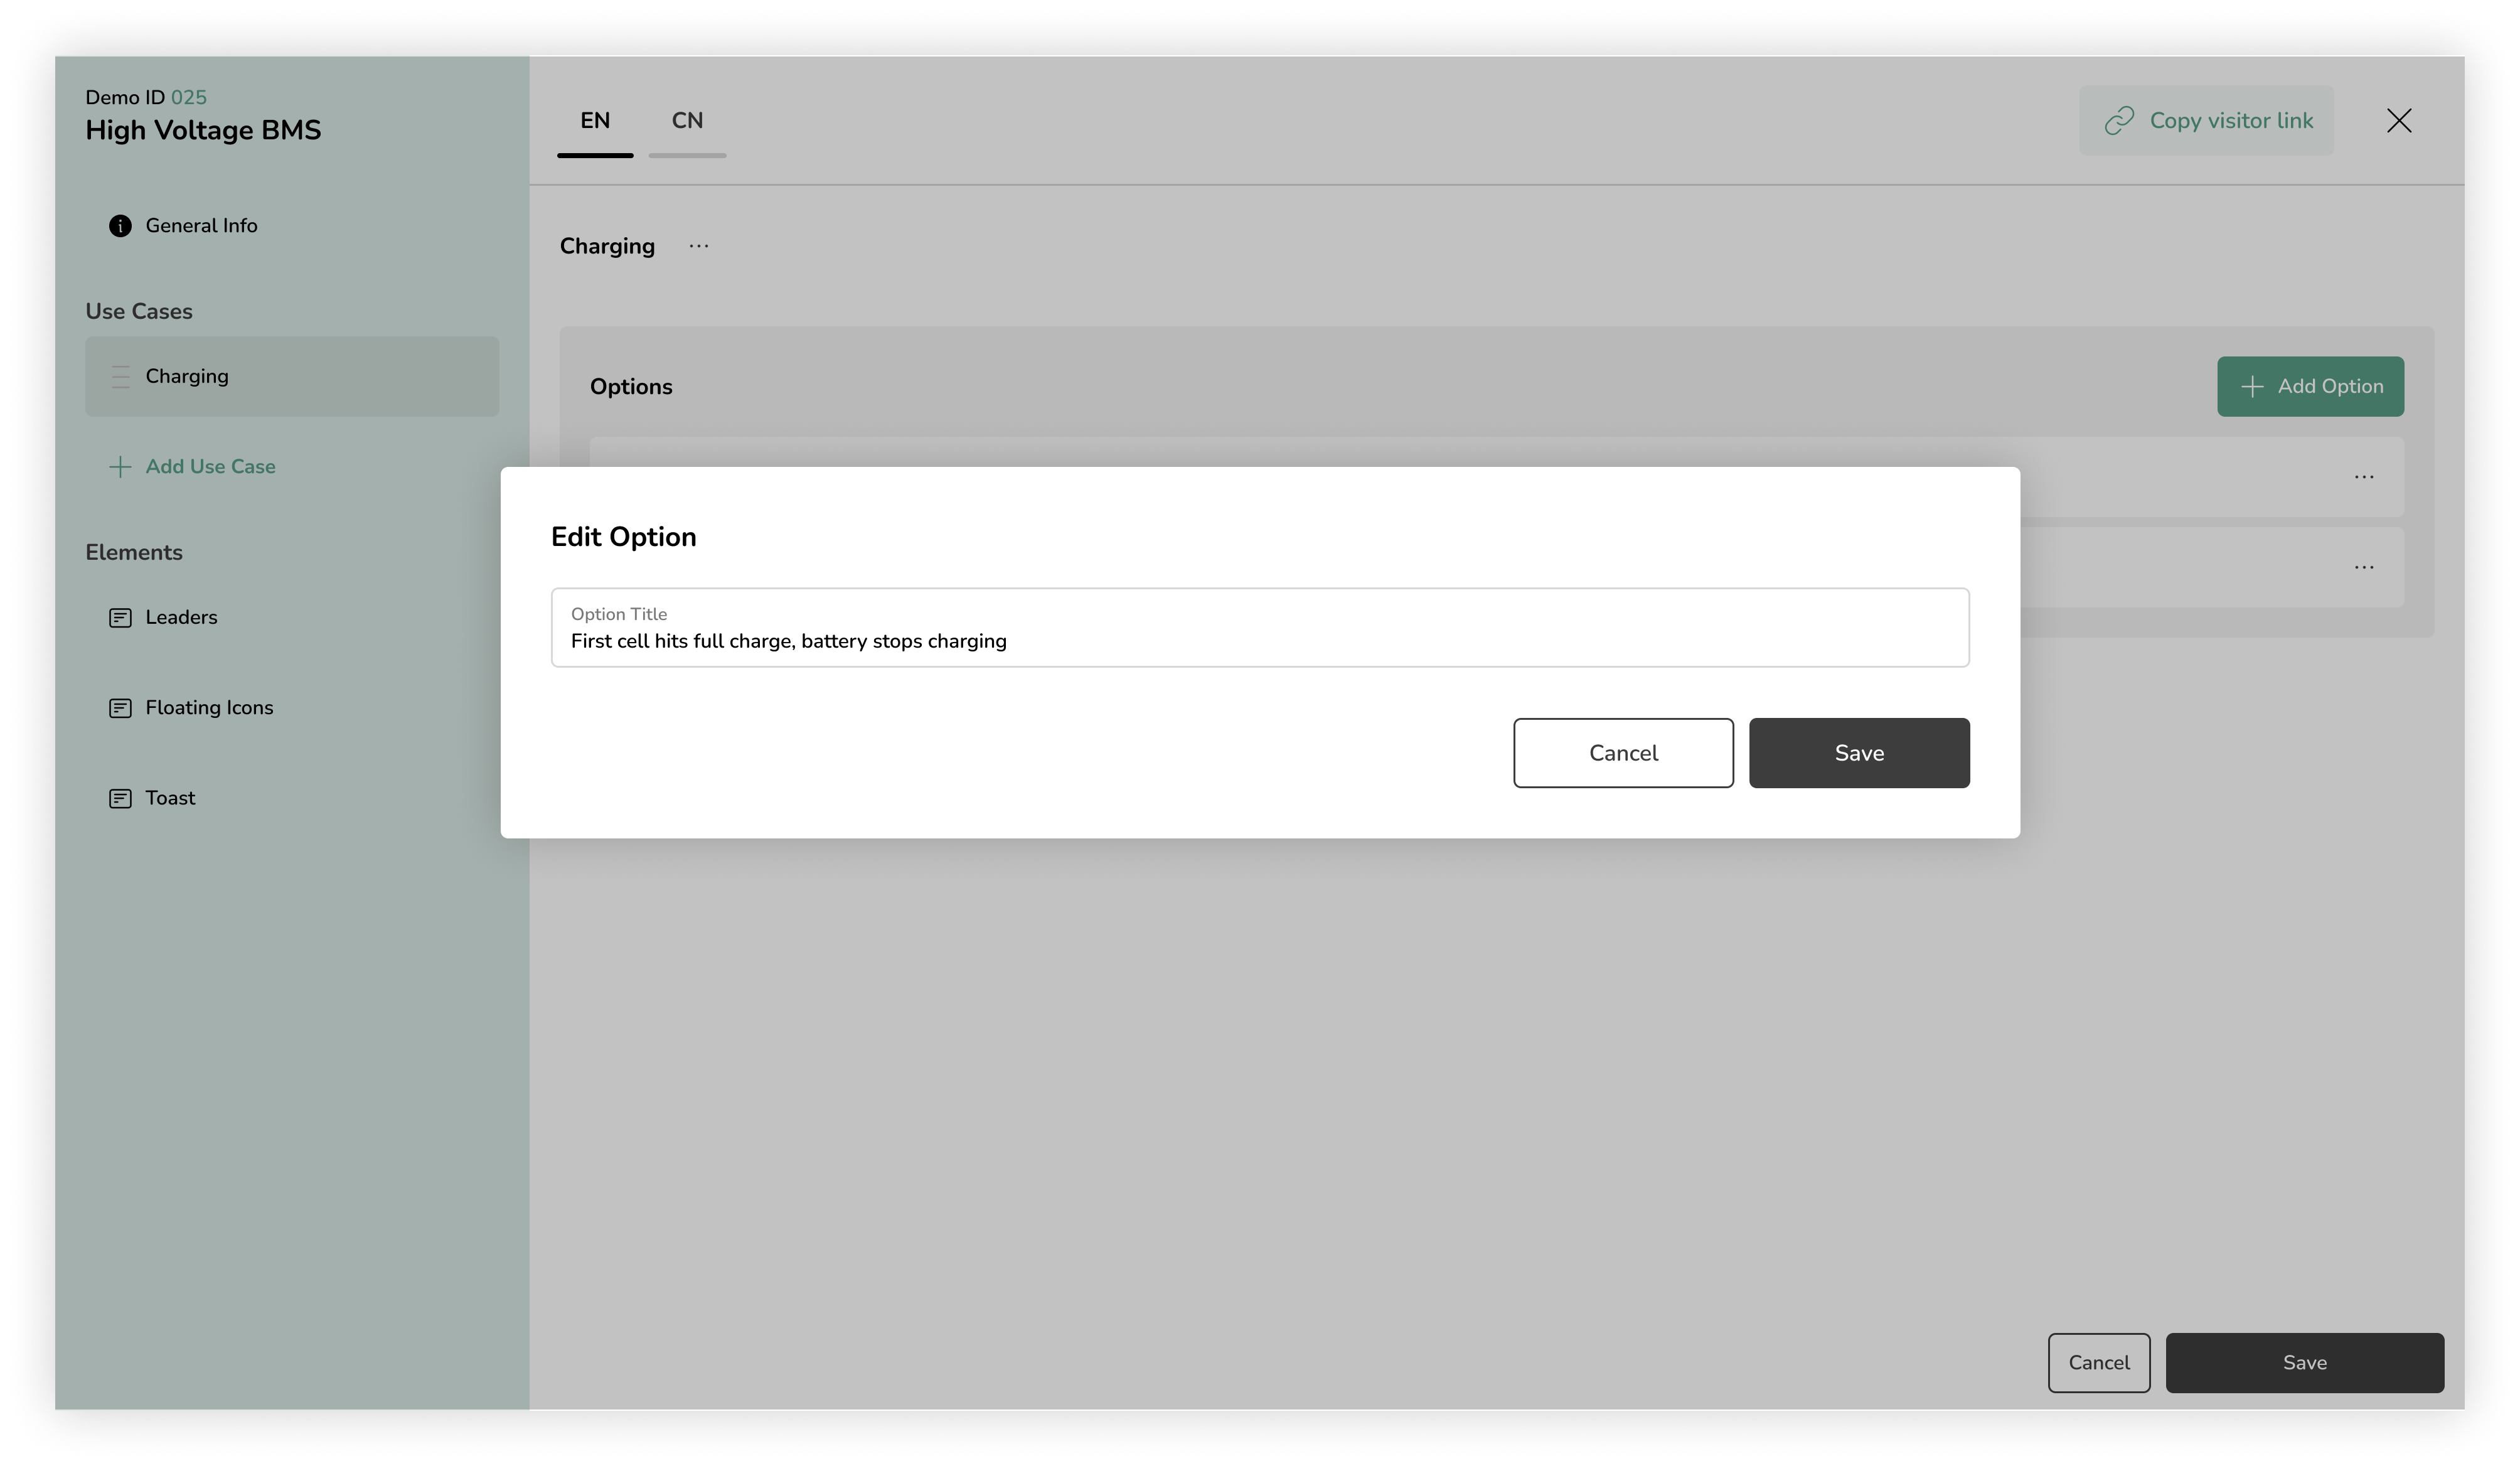 Demo ID 025
High Voltage BMS
General Info
Use Cases
Charging
Add Use Case
Elements
Leaders
Floating Icons
Toast
EN
CN
Copy visitor link
Charging
...
Options
Add Option
...
...
Edit Option
Option Title
First cell hits full charge, battery stops charging
Cancel
Save
Cancel
Save